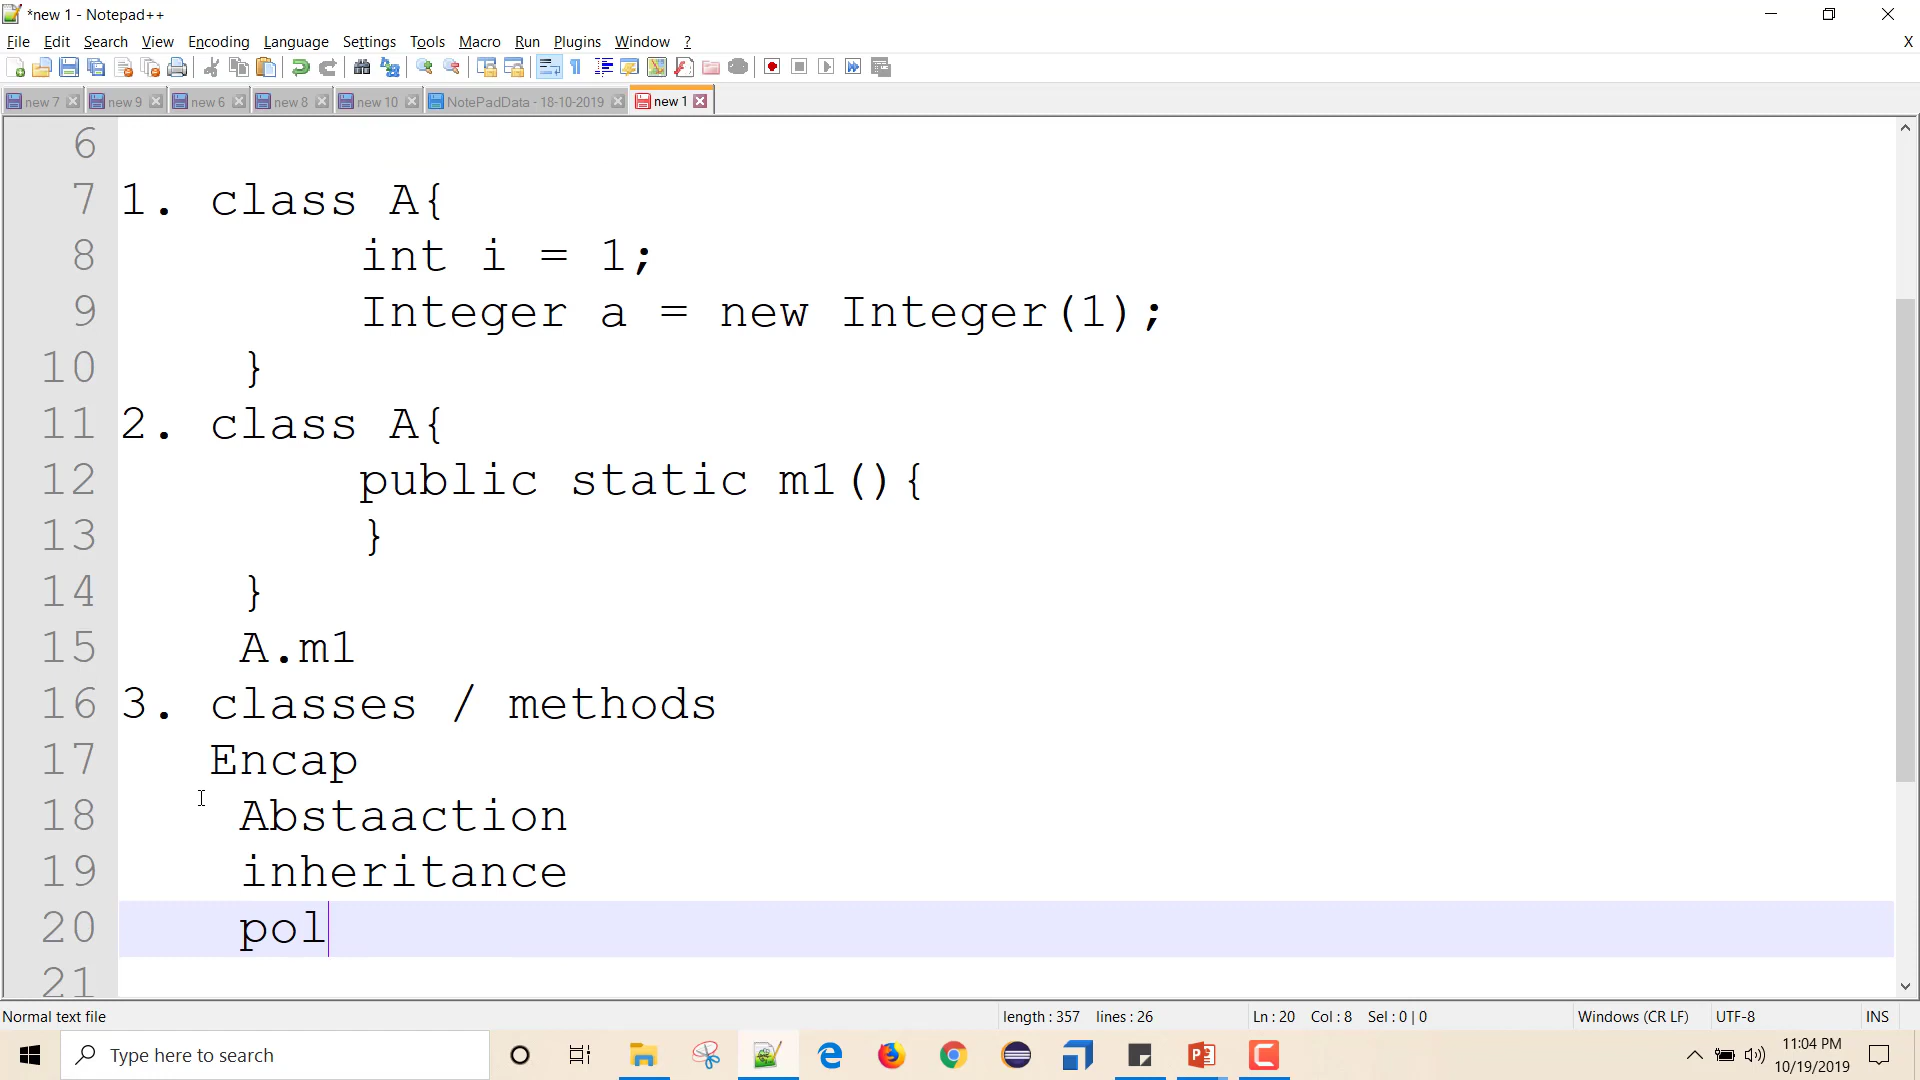 *new 1 - Notepad++
File Edit Search View Encoding Language Settings Tools Macro Run Plugins Window ? X
new 7 new 9 new 6 new 8 new 10 NotePadData - 18-10-2019 new 1
6
7 1. class A{
8 int i = 1;
9 Integer a = new Integer(1);
10 }
11 2. class A{
12 public static m1(){
13 }
14 }
15 A.m1
16 3. classes / methods
17 Encap
18 Abstaaction
19 inheritance
20 pol
21
Normal text file length : 357 lines : 26 Ln : 20 Col : 8 Sel : 0 | 0 Windows (CR LF) UTF-8 INS
Type here to search
11:04 PM
10/19/2019